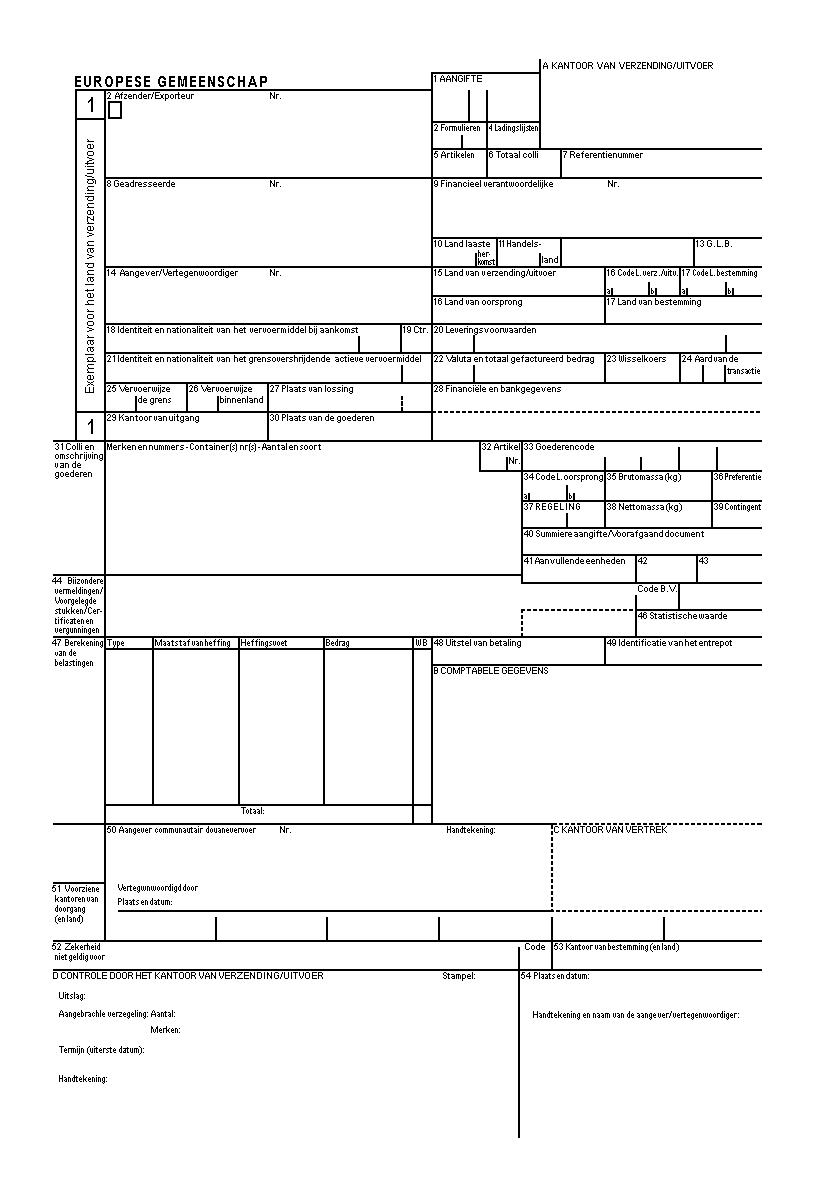 A KANTOOR VAN VERZENDING/UITVOER
EUROPESE GEMEENSCHAP
1 AANGIFTE
1
2 Afzender/Exporteur Nr.
2 Formulieren 4 Ladingslijsten
5 Artikelen 6 Totaal colli 7 Referentienummer
Exemplaar voor het land van verzending/uitvoer
8 Geadresseerde Nr. 9 Financieel verantwoordelijke Nr.
10 Land laaste 11 Handels- 13 G.L.B.
her-
komst land
14 Aangever/Vertegenwoordiger Nr. 15 Land van verzending/uitvoer 16 Code L. verz./uitv. 17 Code L. bestemming
a b a b
16 Land van oorsprong 17 Land van bestemming
18 Identiteit en nationaliteit van het vervoermiddel bij aankomst 19 Ctr. 20 Leveringsvoorwaarden
21 Identiteit en nationaliteit van het grensovershrijdende actieve vervoermiddel 22 Valuta en totaal gefactureerd bedrag 23 Wisselkoers 24 Aard van de
transactie
25 Vervoerwijze 26 Vervoerwijze 27 Plaats van lossing 28 Financiële en bankgegevens
de grens binnenland
1
29 Kantoor van uitgang 30 Plaats van de goederen
31 Colli en Merken en nummers - Container(s) nr(s) - Aantal en soort 32 Artikel 33 Goederencode
omschrijving
van de
goederen
Nr.
34 Code L. oorsprong 35 Brutomassa (kg) 36 Preferentie
a b
37 REGELING 38 Nettomassa (kg) 39 Contingent
40 Summiere aangifte/Voorafgaand document
41 Aanvullende eenheden 42 43
44 Bijzondere
vermeldingen/
Voorgelegde
stukken/Cer-
tificaten en
vergunningen
Code B.V.
46 Statistische waarde
47 Berekening Type Maatstaf van heffing Heffingsvoet Bedrag WB 48 Uitstel van betaling 49 Identificatie van het entrepot
van de
belastingen
B COMPTABELE GEGEVENS
Totaal:
50 Aangever communautair douanevervoer Nr. Handtekening: C KANTOOR VAN VERTREK
51 Voorziene
kantoren van
doorgang
(en land)
Vertegwnwoordigd door
Plaats en datum:
52 Zekerheid Code 53 Kantoor van bestemming (en land)
niet geldig voor
D CONTROLE DOOR HET KANTOOR VAN VERZENDING/UITVOER Stampel: 54 Plaats en datum:
Uitslag:
Aangebrachle verzegeling: Aantal: Handtekening en naam van de aangever/vertegenwoordiger:
Merken:
Termijn (uiterste datum):
Handtekening: